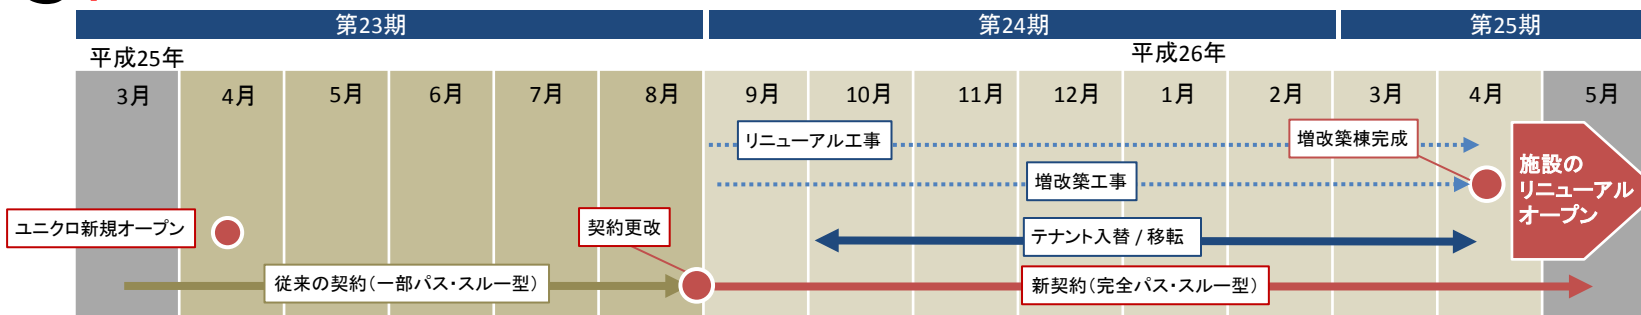 第23期
第24期
第25期
平成25年
平成26年
3月
4月
5月
6月
7月
8月
9月
10月
11月
12月
1月
2月
3月
4月
5月
リニューアル工事
増改築棟完成
増改築工事
施設の
リニューアル
オープン
ユニクロ新規オープン
契約更改
テナント入替 / 移転
従来の契約(一部パス・スルー型)
新契約(完全パス・スルー型)